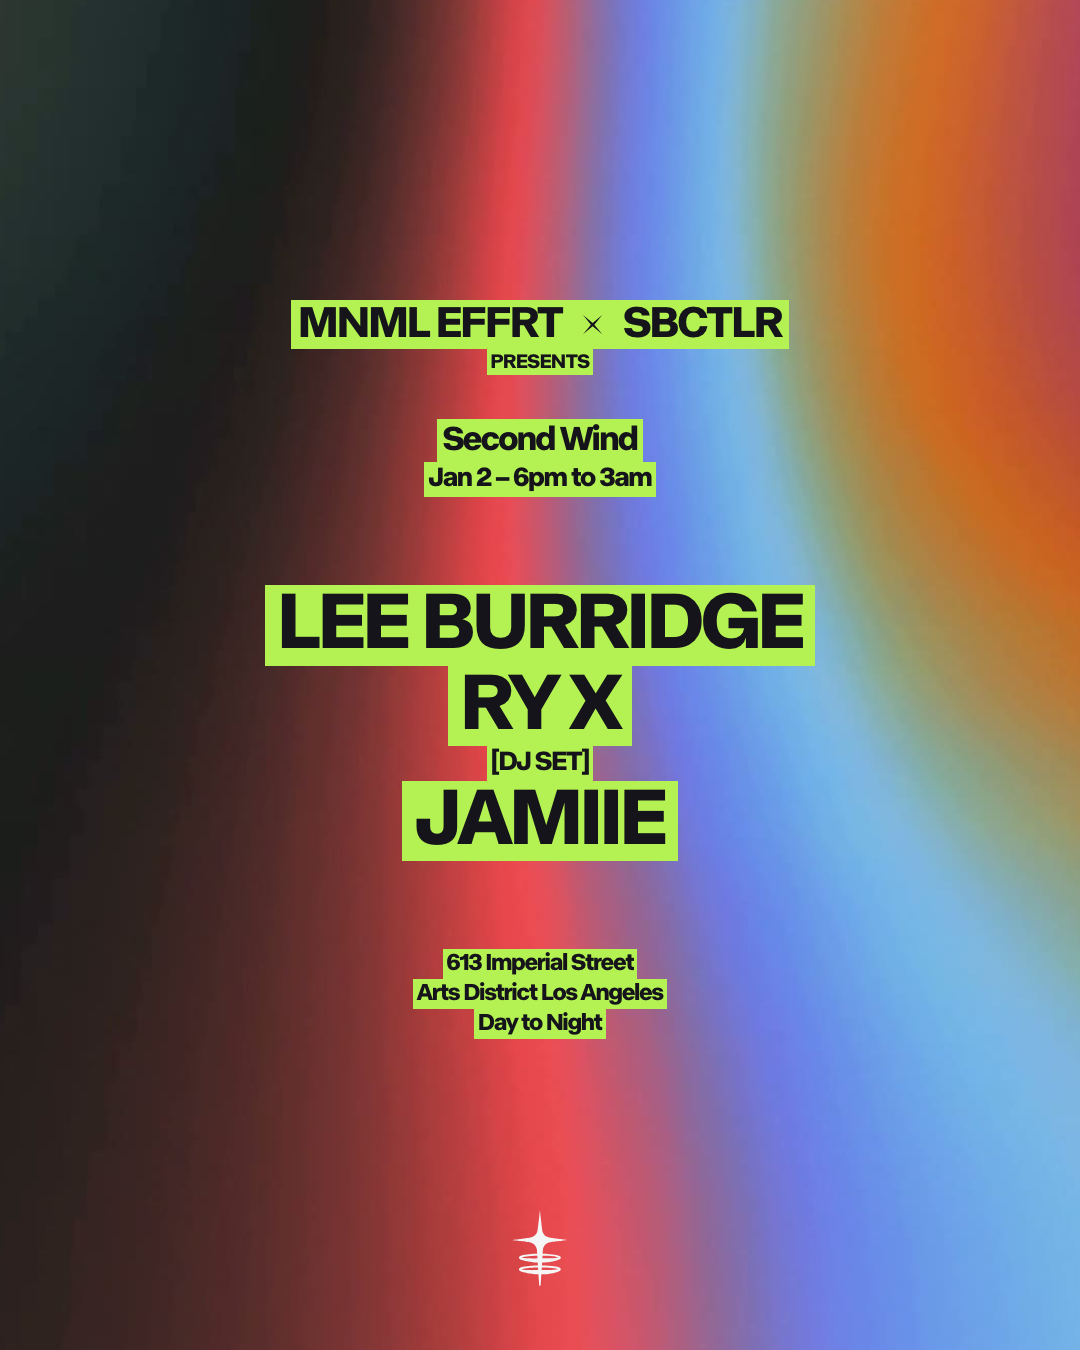 MNML EFFRT × SBCTLR
PRESENTS
Second Wind
Jan 2 – 6pm to 3am
LEE BURRIDGE
RY X
[DJ SET]
JAMIIE
613 Imperial Street
Arts District Los Angeles
Day to Night